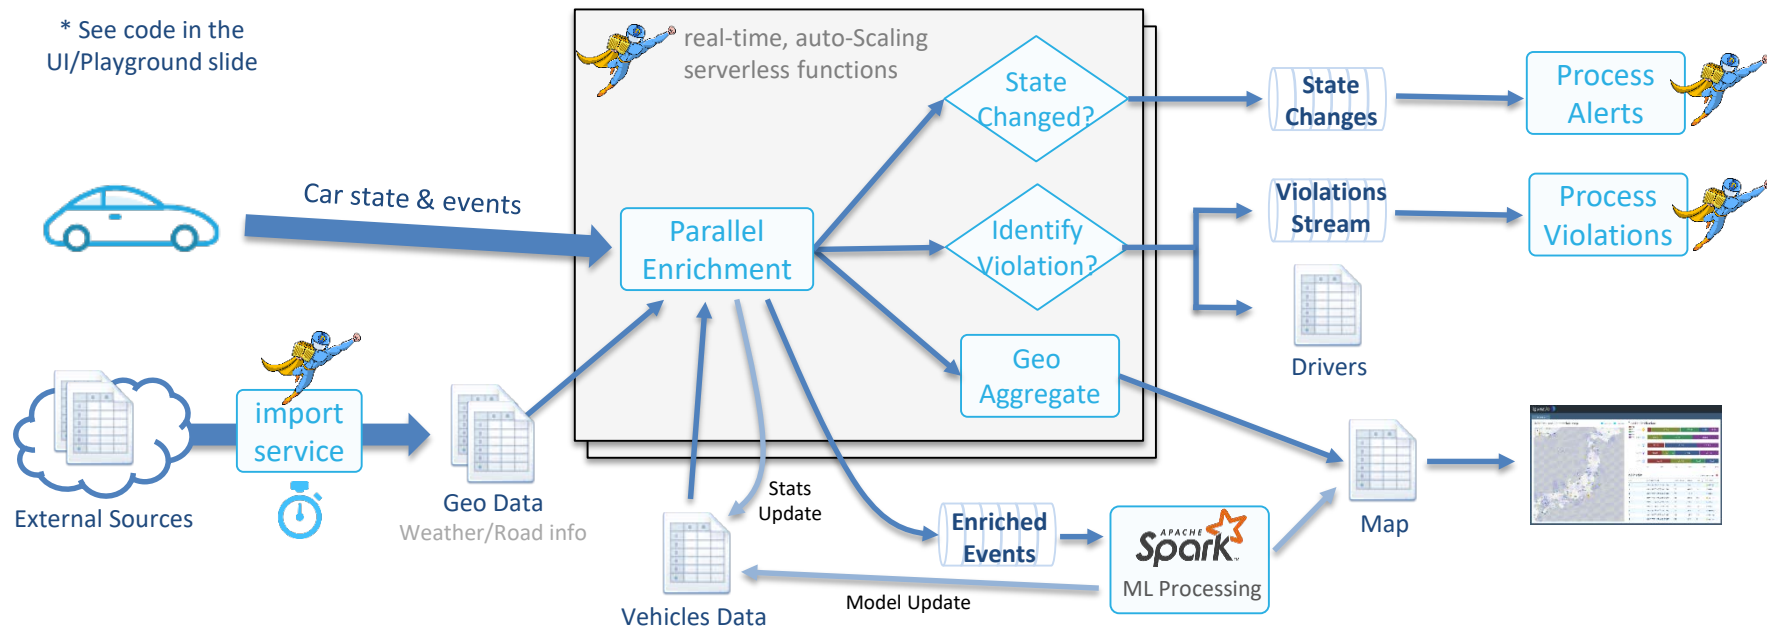 * See code in the
UI/Playground slide
real-time, auto-Scaling
serverless functions
State
Changed?
State
Changes
Process
Alerts
Car state & events
Parallel
Enrichment
Identify
Violation?
Violations
Stream
Process
Violations
Drivers
Geo
Aggregate
import
service
External Sources
Geo Data
Weather/Road info
Stats
Update
Vehicles Data
Enriched
Events
APACHE
Spark
ML Processing
Model Update
Map